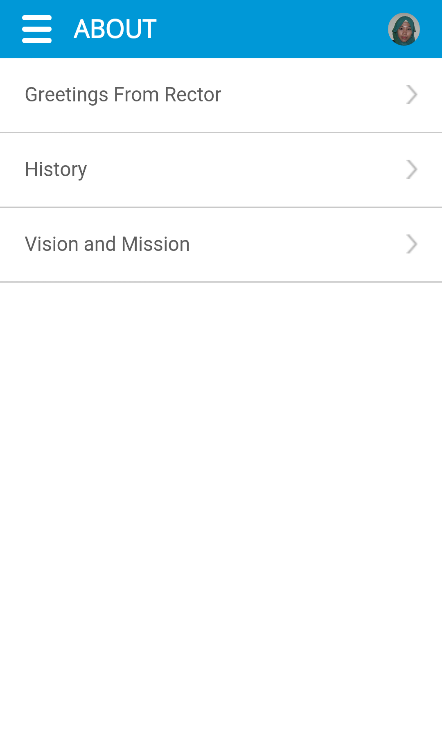 ABOUT
Greetings From Rector
History
Vision and Mission